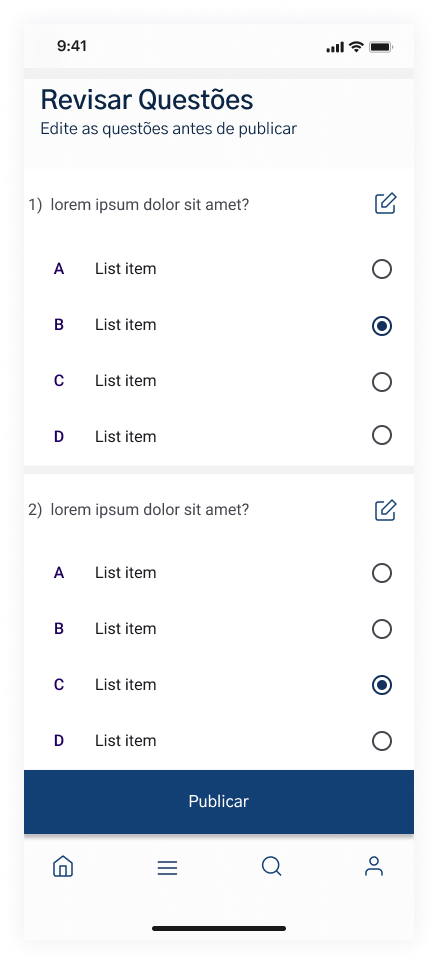 9:41
Revisar Questões
Edite as questões antes de publicar
1) lorem ipsum dolor sit amet?
A List item
B List item
C List item
D List item
2) lorem ipsum dolor sit amet?
A List item
B List item
C List item
D List item
Publicar